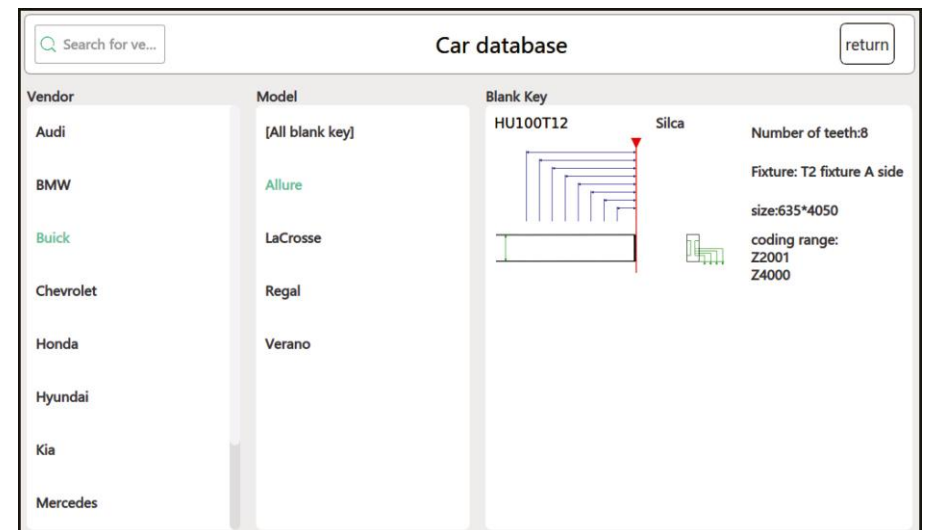 Search for ve...
Car database
return
Vendor
Audi
BMW
Buick
Chevrolet
Honda
Hyundai
Kia
Mercedes
Model
[All blank key]
Allure
LaCrosse
Regal
Verano
Blank Key
HU100T12
Silca
Number of teeth:8
Fixture: T2 fixture A side
size:635*4050
coding range:
Z2001
Z4000